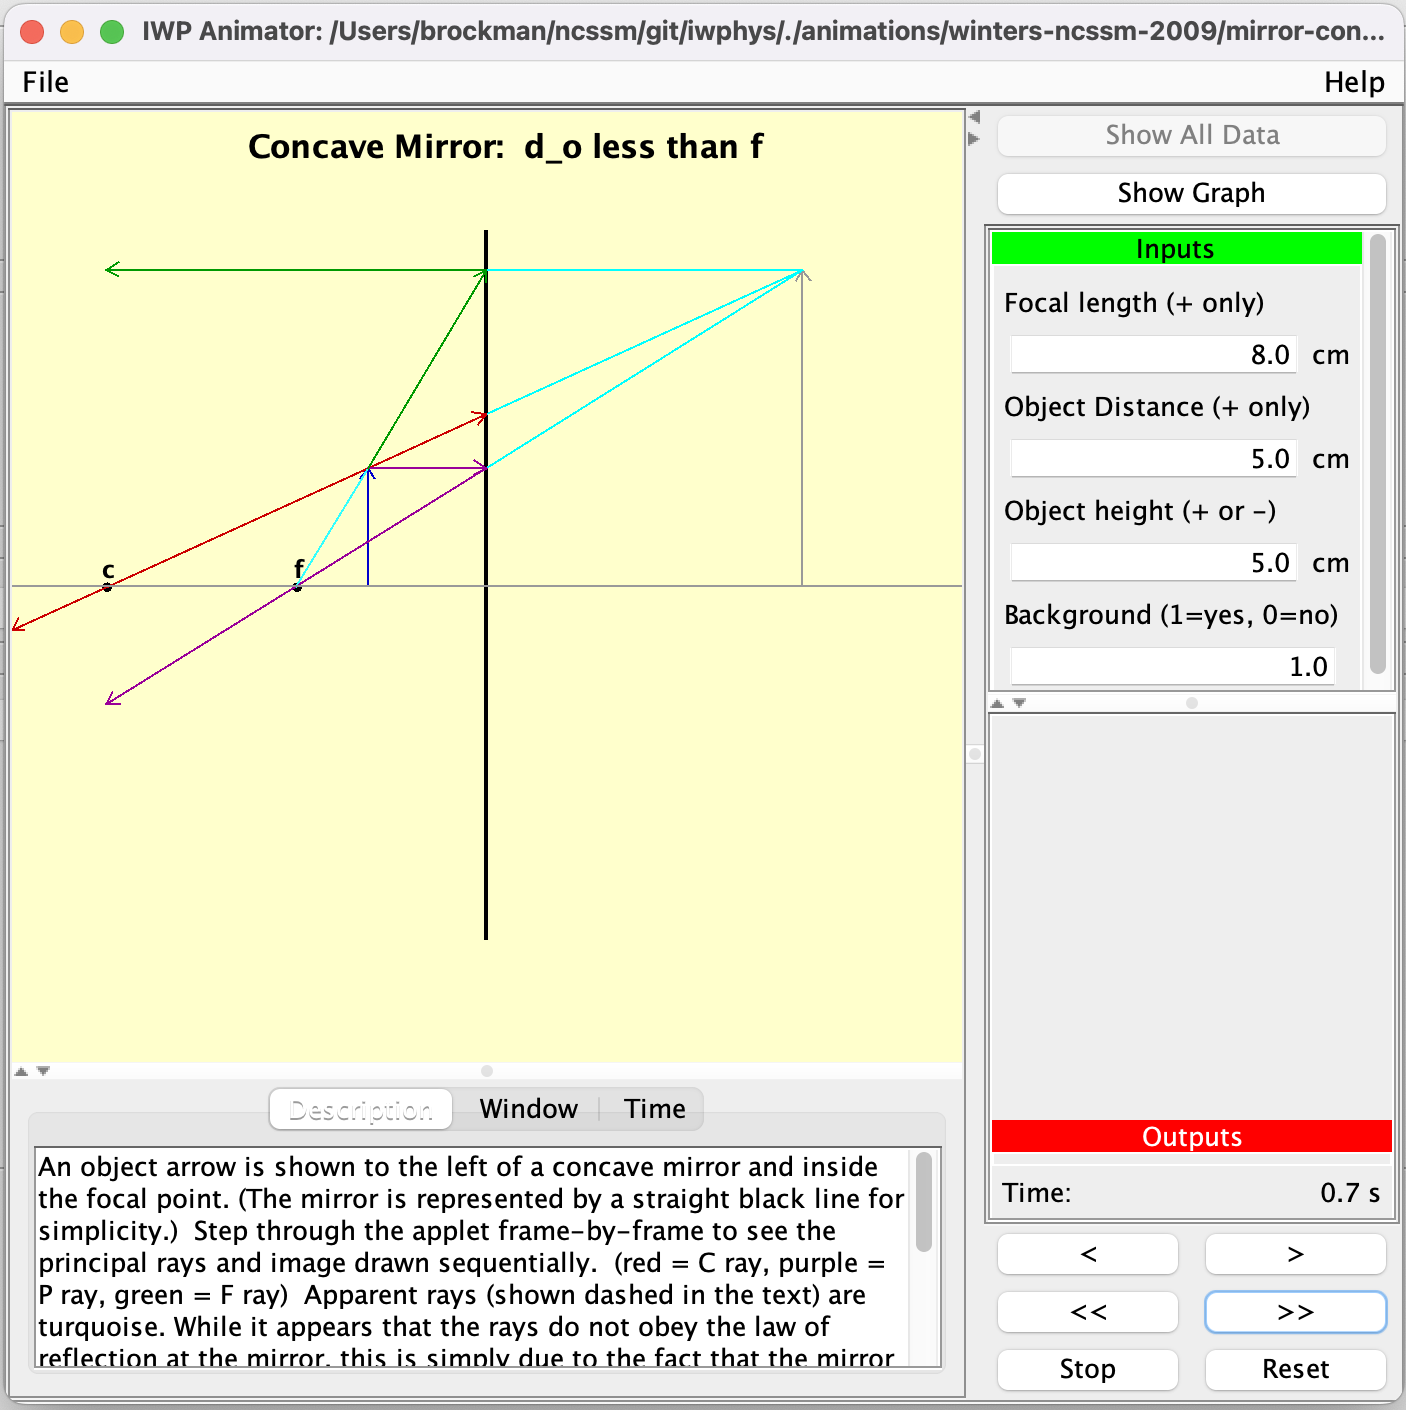 IWP Animator: /Users/brockman/ncssm/git/iwphys/./animations/winters-ncssm-2009/mirror-con...
File
Help
Concave Mirror:  d_o less than f
c
f
Show All Data
Show Graph
Inputs
Focal length (+ only)
8.0 cm
Object Distance (+ only)
5.0 cm
Object height (+ or -)
5.0 cm
Background (1=yes, 0=no)
1.0
Outputs
Time: 0.7 s
< >
<< >>
Stop Reset
Description Window Time
An object arrow is shown to the left of a concave mirror and inside
the focal point. (The mirror is represented by a straight black line for
simplicity.)  Step through the applet frame-by-frame to see the
principal rays and image drawn sequentially.  (red = C ray, purple =
P ray, green = F ray)  Apparent rays (shown dashed in the text) are
turquoise. While it appears that the rays do not obey the law of
reflection at the mirror, this is simply due to the fact that the mirror